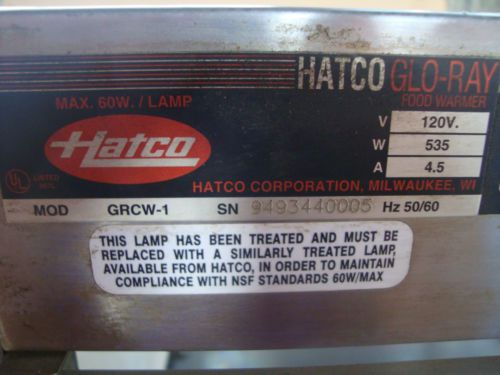 HATCO GLO-RAY
FOOD WARMER
MAX. 60W. / LAMP
Hatco
V 120V.
W 535
A 4.5
UL LISTED
HATCO CORPORATION, MILWAUKEE, WI
MOD GRCW-1 SN 9493440005 Hz 50/60
THIS LAMP HAS BEEN TREATED AND MUST BE
REPLACED WITH A SIMILARLY TREATED LAMP,
AVAILABLE FROM HATCO, IN ORDER TO MAINTAIN
COMPLIANCE WITH NSF STANDARDS 60W/MAX